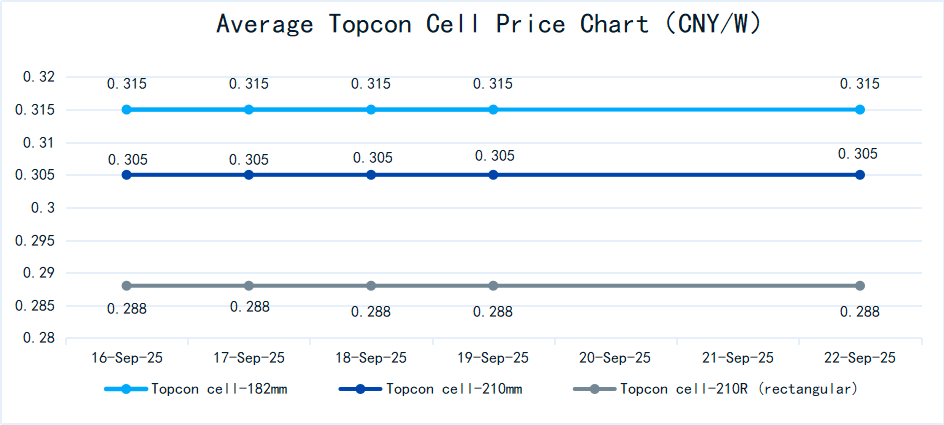 Average Topcon Cell Price Chart (CNY/W)
0.32
0.315 0.315 0.315 0.315 0.315
0.315
0.31
0.305 0.305 0.305 0.305 0.305
0.305
0.3
0.295
0.29
0.285
0.288 0.288 0.288 0.288 0.288
0.28
16-Sep-25 17-Sep-25 18-Sep-25 19-Sep-25 20-Sep-25 21-Sep-25 22-Sep-25
Topcon cell-182mm Topcon cell-210mm Topcon cell-210R (rectangular)